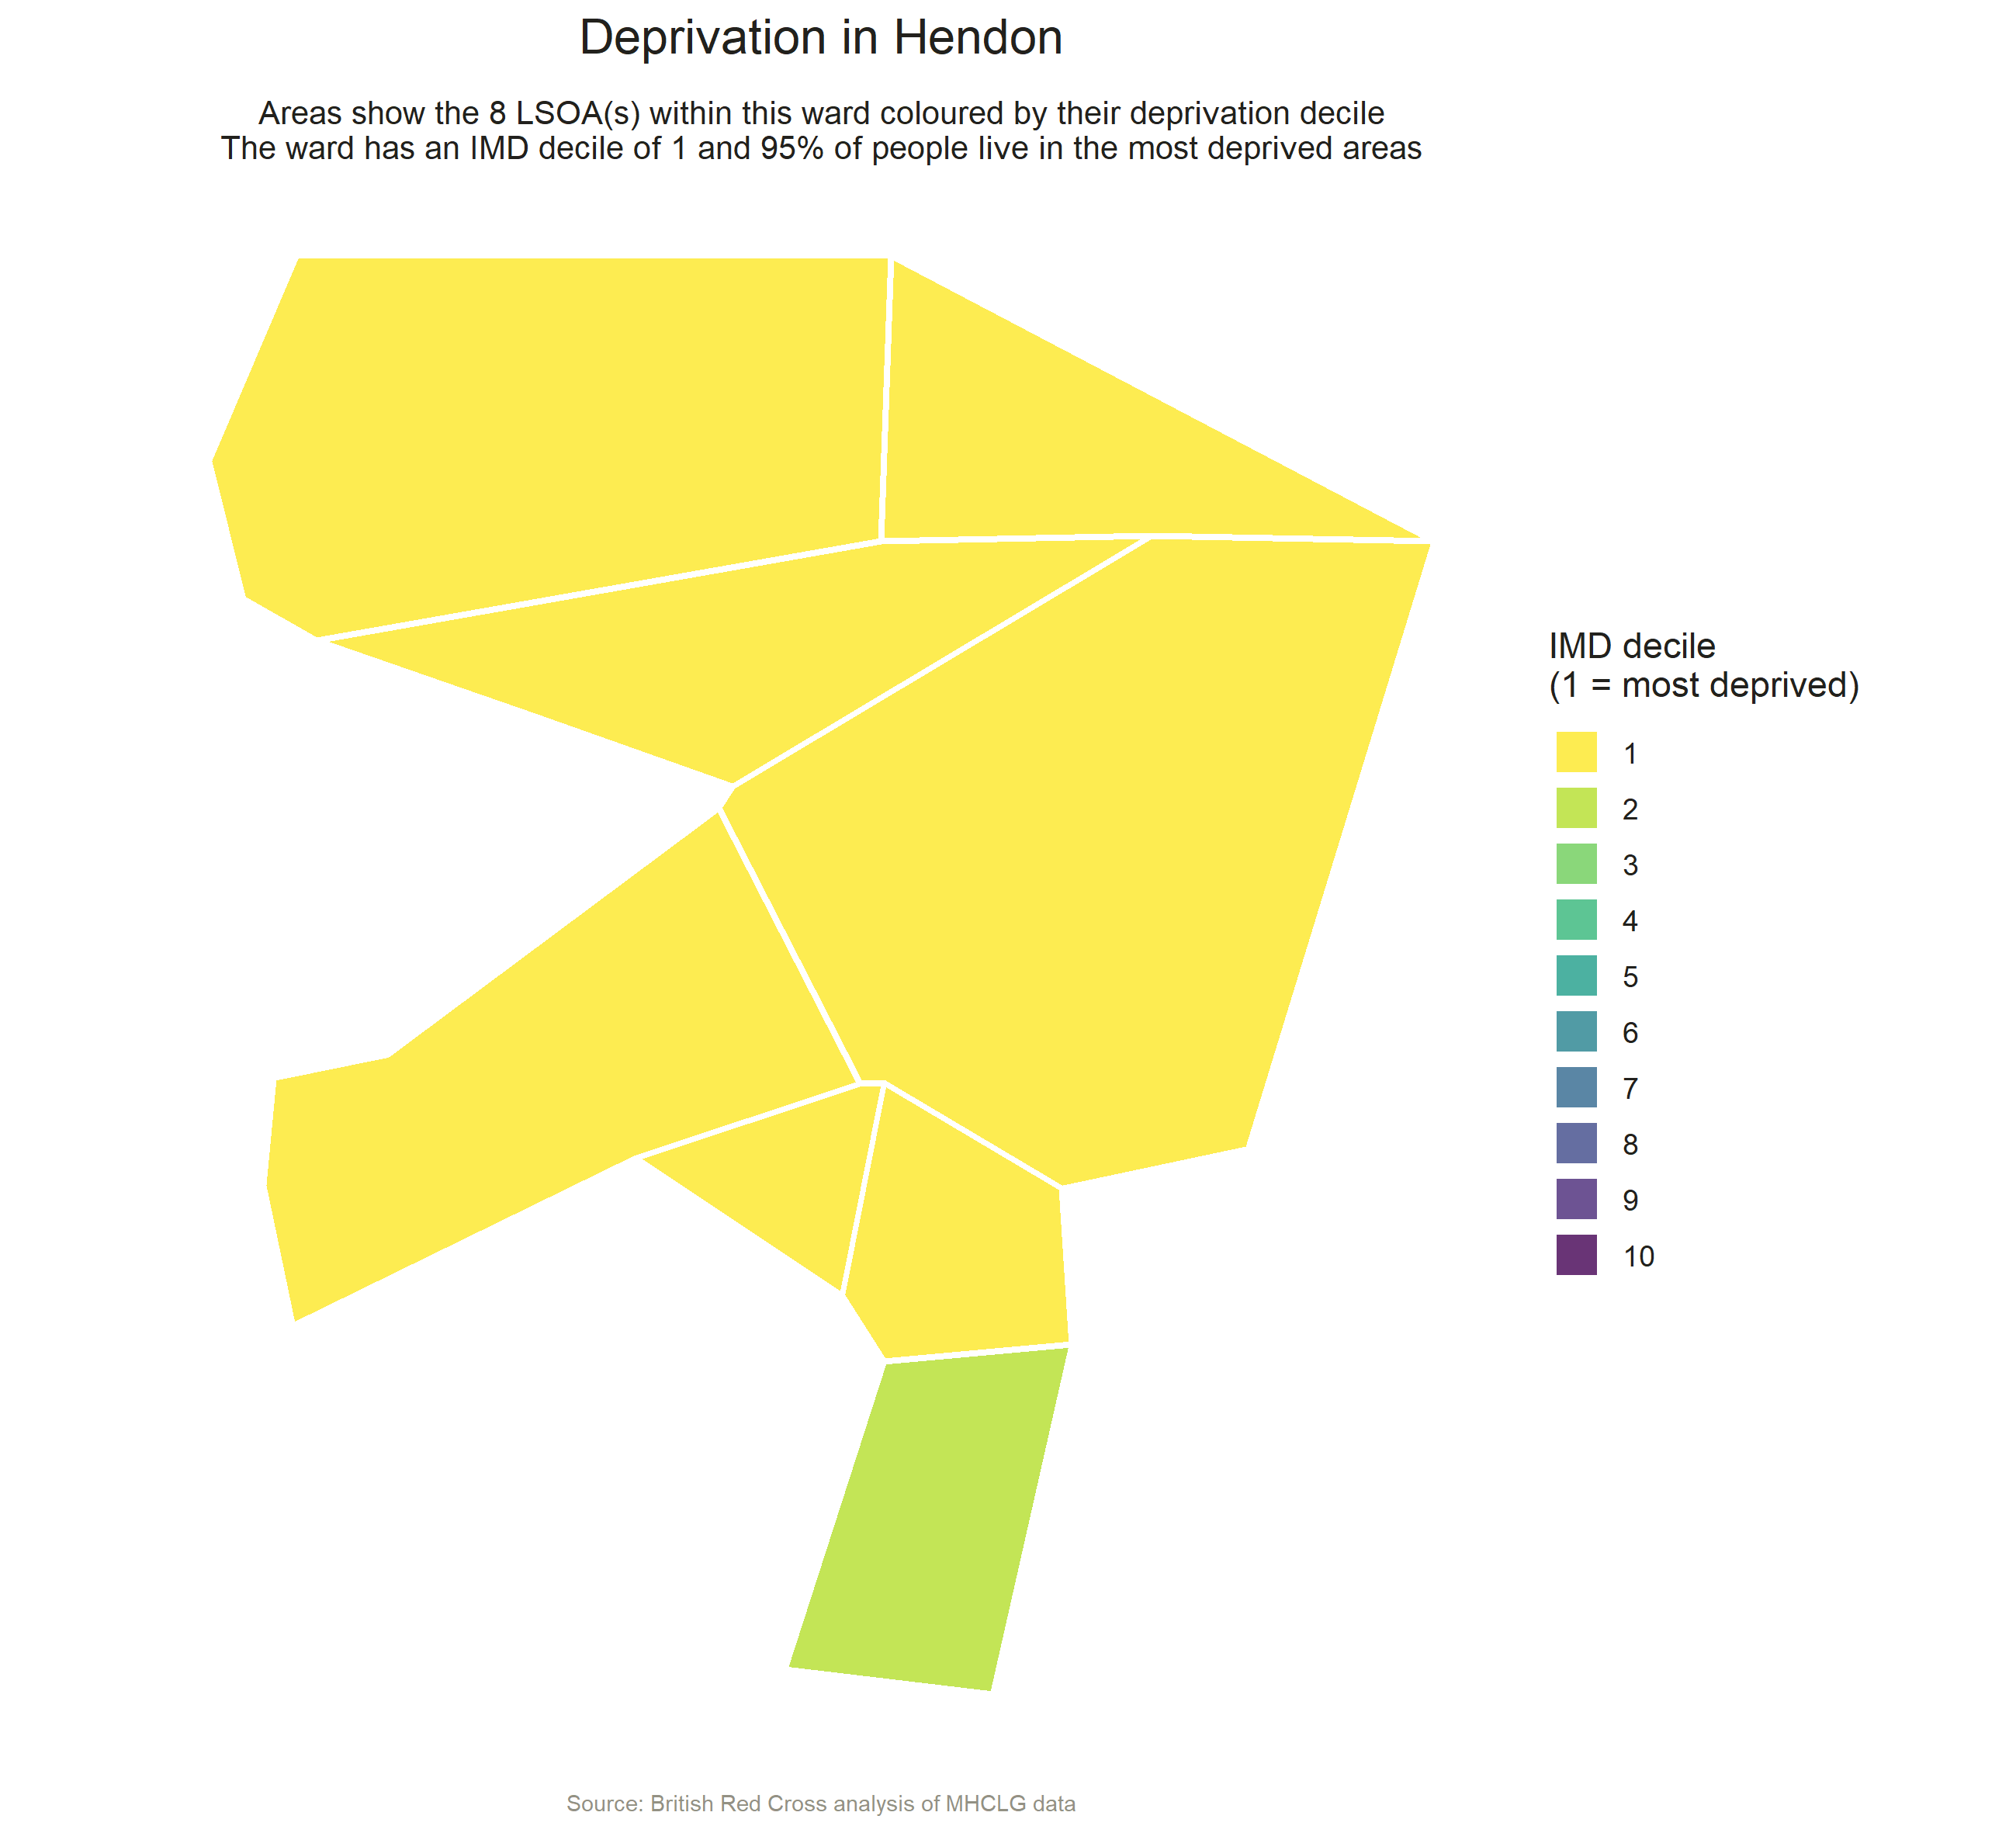 Deprivation in Hendon
Areas show the 8 LSOA(s) within this ward coloured by their deprivation decile
The ward has an IMD decile of 1 and 95% of people live in the most deprived areas
IMD decile
(1 = most deprived)
1
2
3
4
5
6
7
8
9
10
Source: British Red Cross analysis of MHCLG data